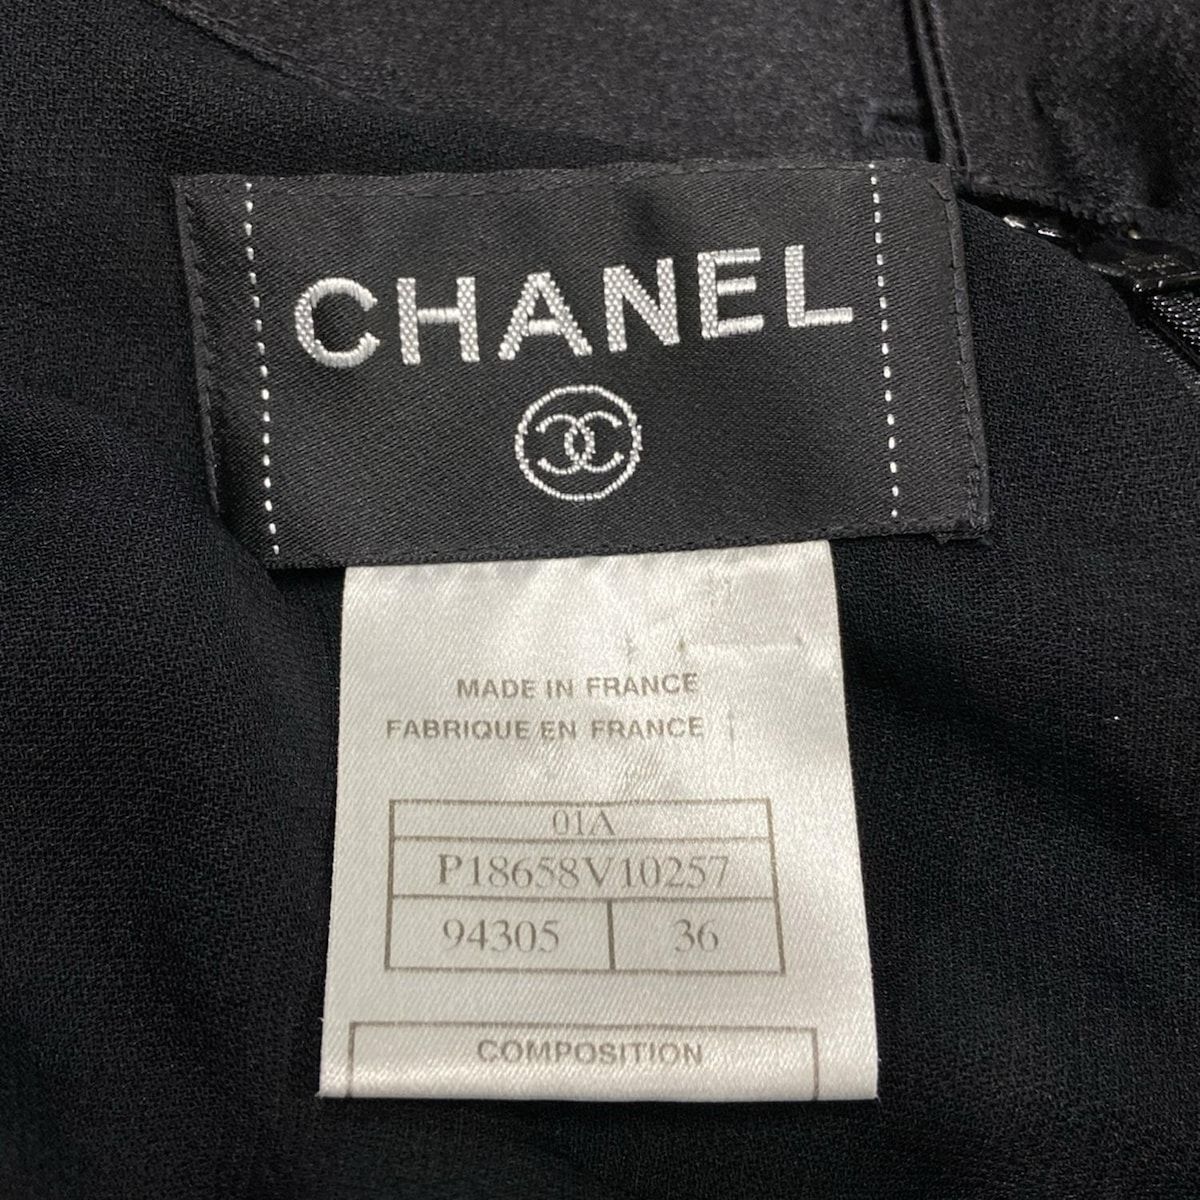 CHANEL
MADE IN FRANCE
FABRIQUE EN FRANCE
01A
P18658V10257
94305 36
COMPOSITION